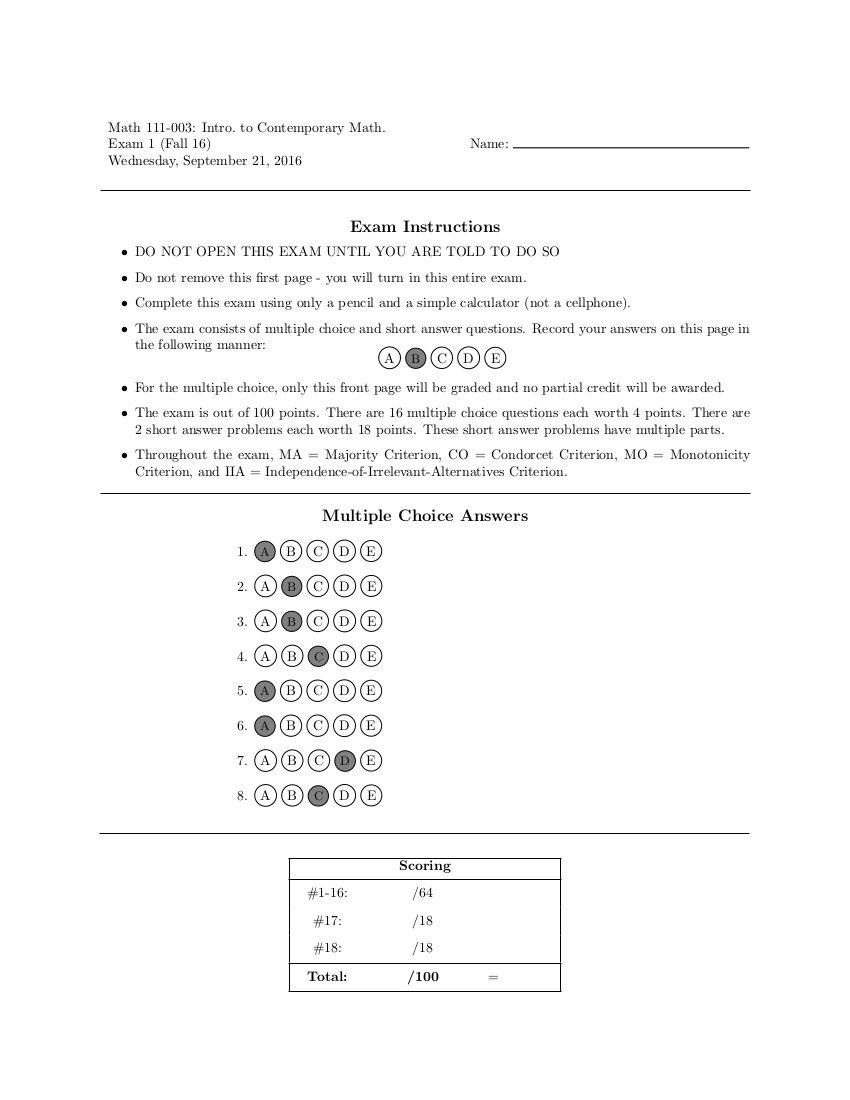 Math 111-003: Intro. to Contemporary Math.
Exam 1 (Fall 16)
Name:
Wednesday, September 21, 2016
Exam Instructions
• DO NOT OPEN THIS EXAM UNTIL YOU ARE TOLD TO DO SO
• Do not remove this first page - you will turn in this entire exam.
• Complete this exam using only a pencil and a simple calculator (not a cellphone).
• The exam consists of multiple choice and short answer questions. Record your answers on this page in
the following manner:
A B C D E
• For the multiple choice, only this front page will be graded and no partial credit will be awarded.
• The exam is out of 100 points. There are 16 multiple choice questions each worth 4 points. There are
2 short answer problems each worth 18 points. These short answer problems have multiple parts.
• Throughout the exam, MA = Majority Criterion, CO = Condorcet Criterion, MO = Monotonicity
Criterion, and IIA = Independence-of-Irrelevant-Alternatives Criterion.
Multiple Choice Answers
1. A B C D E
2. A B C D E
3. A B C D E
4. A B C D E
5. A B C D E
6. A B C D E
7. A B C D E
8. A B C D E
Scoring
#1-16: /64
#17: /18
#18: /18
Total: /100 =